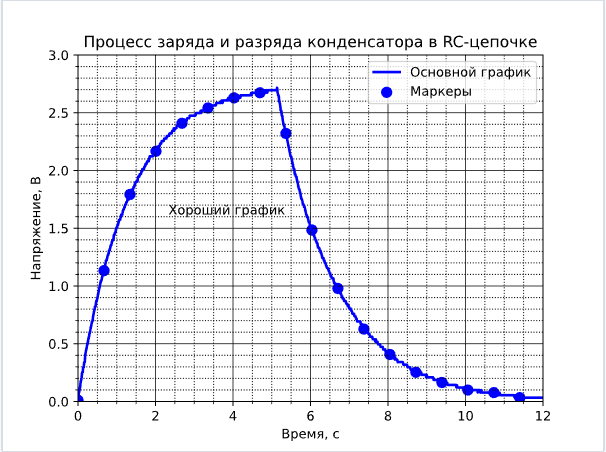 Процесс заряда и разряда конденсатора в RC-цепочке
3.0
2.5
2.0
1.5
1.0
0.5
0.0
Напряжение, В
Основной график
Маркеры
Хороший график
0 2 4 6 8 10 12
Время, с